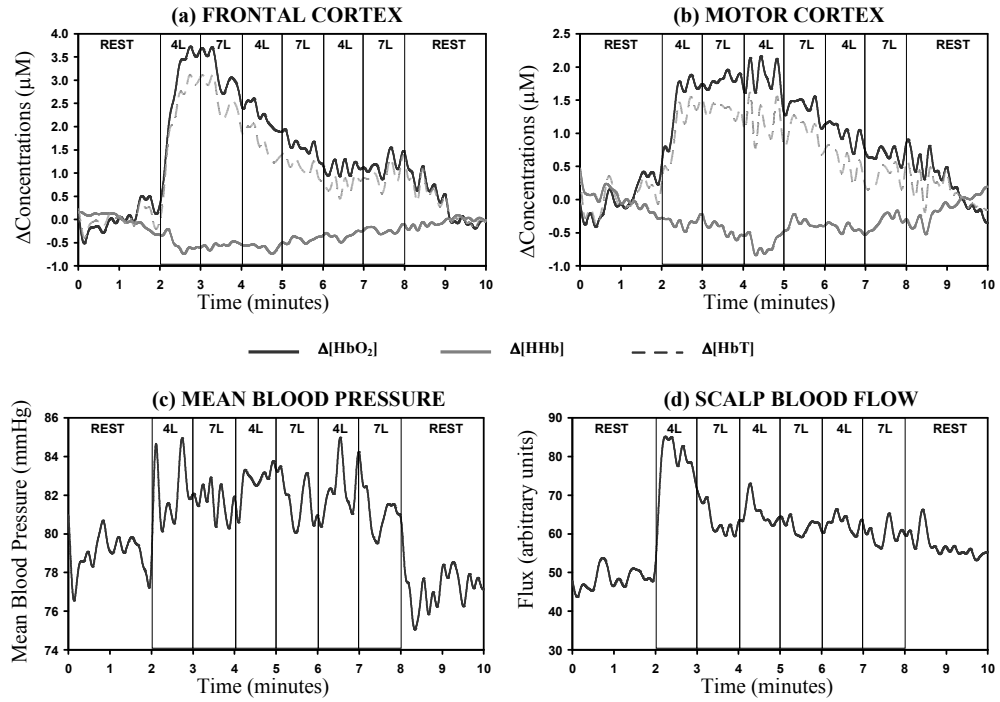 (a) FRONTAL CORTEX
ΔConcentrations (μM)
4.0
3.5
3.0
2.5
2.0
1.5
1.0
0.5
0.0
-0.5
-1.0
REST 4L 7L 4L 7L 4L 7L REST
0 1 2 3 4 5 6 7 8 9 10
Time (minutes)
(b) MOTOR CORTEX
ΔConcentrations (μM)
2.5
2.0
1.5
1.0
0.5
0.0
-0.5
-1.0
REST 4L 7L 4L 7L 4L 7L REST
0 1 2 3 4 5 6 7 8 9 10
Time (minutes)
Δ[HbO2] Δ[HHb] Δ[HbT]
(c) MEAN BLOOD PRESSURE
Mean Blood Pressure (mmHg)
86
84
82
80
78
76
74
REST 4L 7L 4L 7L 4L 7L REST
0 1 2 3 4 5 6 7 8 9 10
Time (minutes)
(d) SCALP BLOOD FLOW
Flux (arbitrary units)
90
80
70
60
50
40
30
REST 4L 7L 4L 7L 4L 7L REST
0 1 2 3 4 5 6 7 8 9 10
Time (minutes)